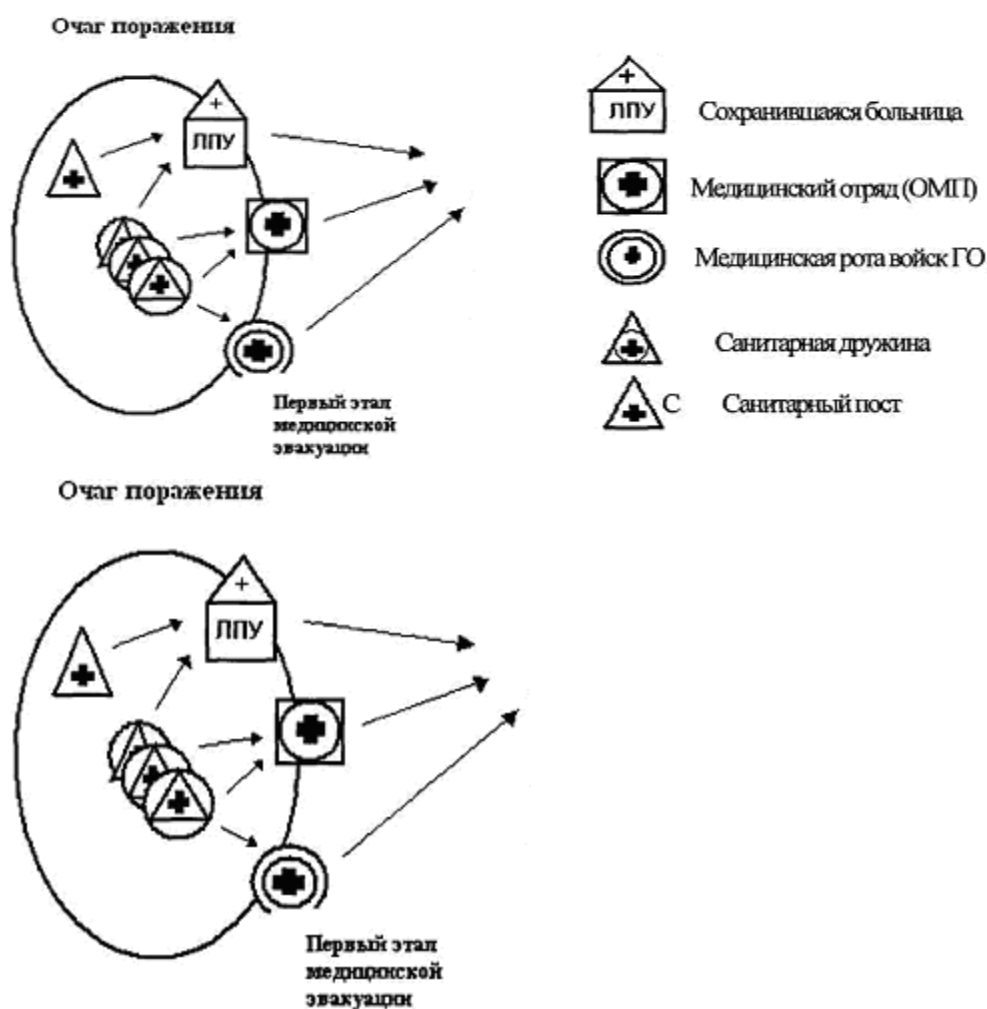 Очаг поражения
ЛПУ
Первый этап
медицинской
эвакуации
ЛПУ
Сохранившаяся больница
Медицинский отряд (ОМП)
Медицинская рота войск ГО
Санитарная дружина
С Санитарный пост
Очаг поражения
ЛПУ
Первый этап
медицинской
эвакуации